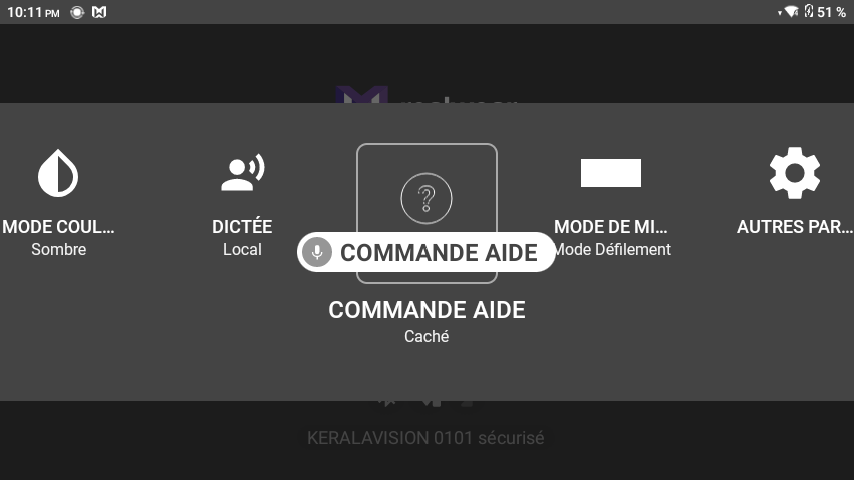 10:11 PM
51 %
MODE COUL...
Sombre
DICTÉE
Local
COMMANDE AIDE
COMMANDE AIDE
Caché
MODE DE MI...
Mode Défilement
AUTRES PAR...
KERALAVISION 0101 sécurisé